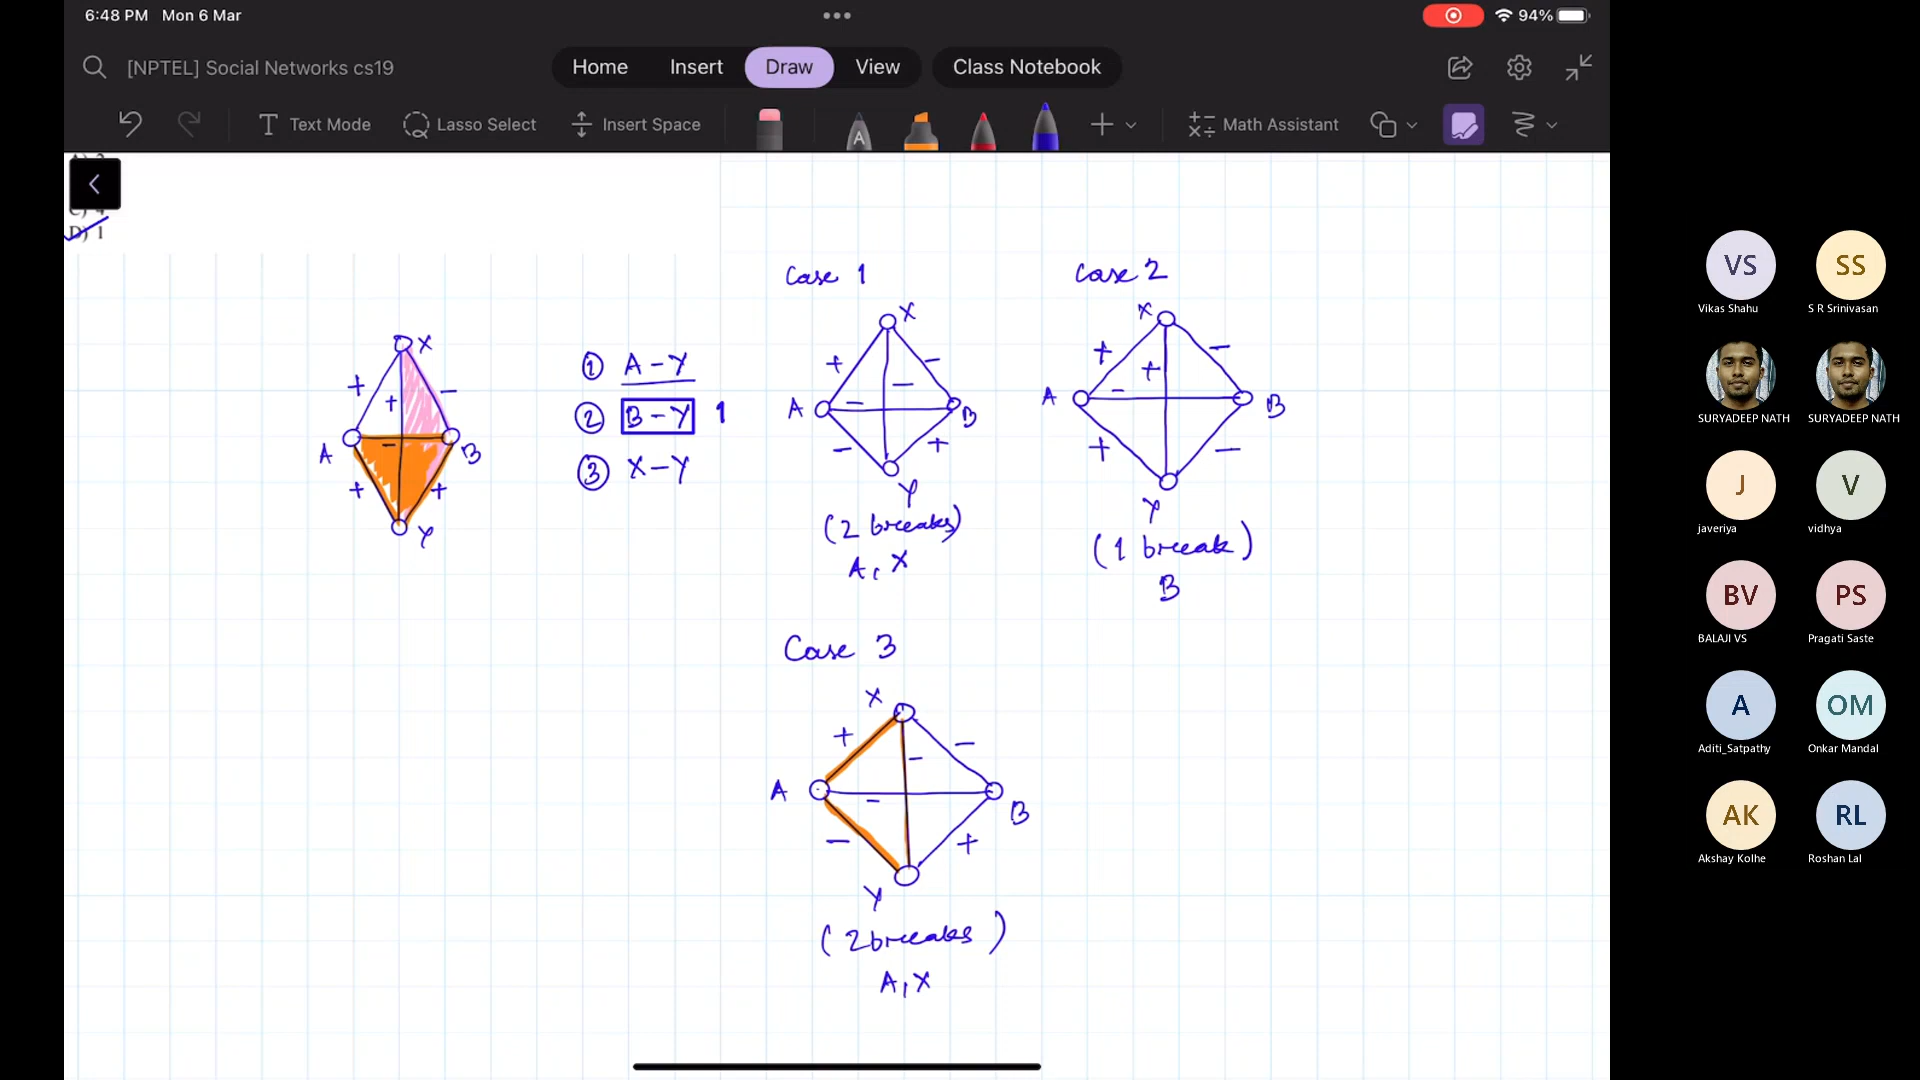 6:48 PM Mon 6 Mar
94%
[NPTEL] Social Networks cs19
Home Insert Draw View Class Notebook
Text Mode Lasso Select Insert Space A Math Assistant
D) 1
Case 1 Case 2
X
+ + -
A B
-
+ +
Y
① A - Y
② B - Y 1
③ X - Y
X
+ -
-
A - B
- +
Y
(2 breaks)
A, X
X
+ + -
A - B
+ -
Y
(1 break)
B
Case 3
X
+ - -
A - B
- +
Y
(2 breaks)
A, X
VS SS
Vikas Shahu S R Srinivasan
SURYADEEP NATH SURYADEEP NATH
J V
javeriya vidhya
BV PS
BALAJI VS Pragati Saste
A OM
Aditi_Satpathy Onkar Mandal
AK RL
Akshay Kolhe Roshan Lal